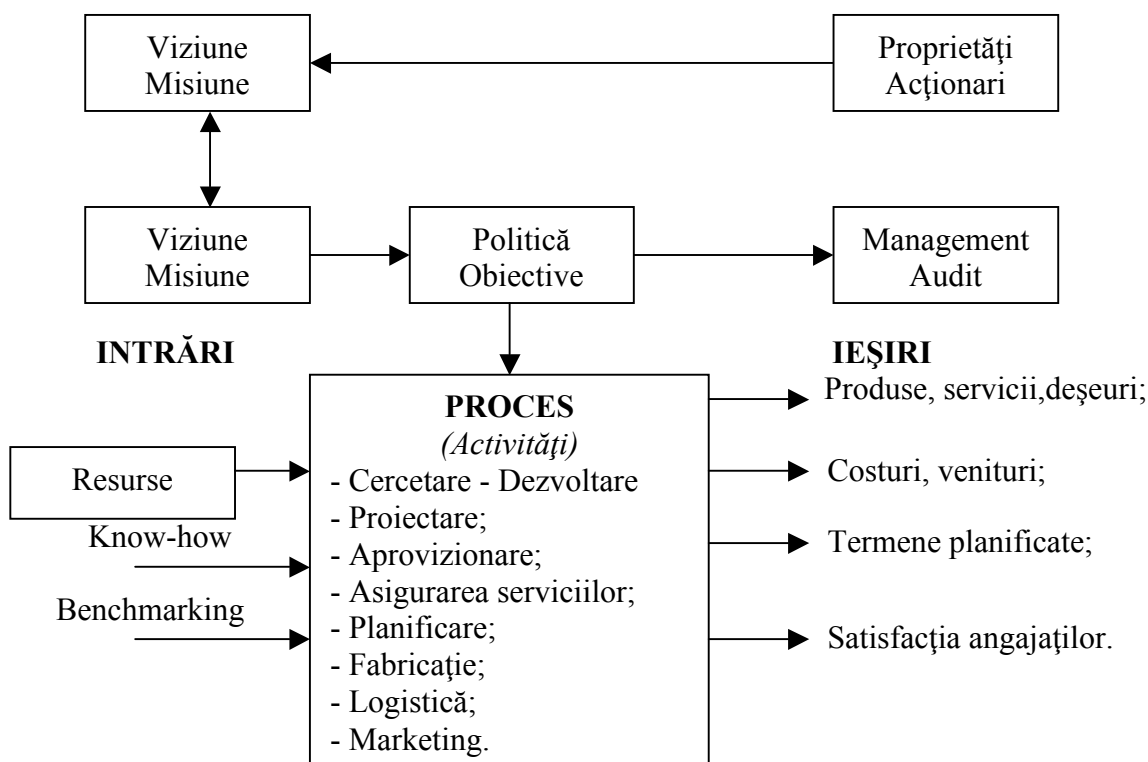 Viziune
Misiune
Proprietăţi
Acţionari
Viziune
Misiune
Politică
Obiective
Management
Audit
INTRĂRI
IEŞIRI
PROCES
(Activităţi)
- Cercetare - Dezvoltare
- Proiectare;
- Aprovizionare;
- Asigurarea serviciilor;
- Planificare;
- Fabricaţie;
- Logistică;
- Marketing.
Resurse
Know-how
Benchmarking
Produse, servicii,deşeuri;
Costuri, venituri;
Termene planificate;
Satisfacţia angajaţilor.